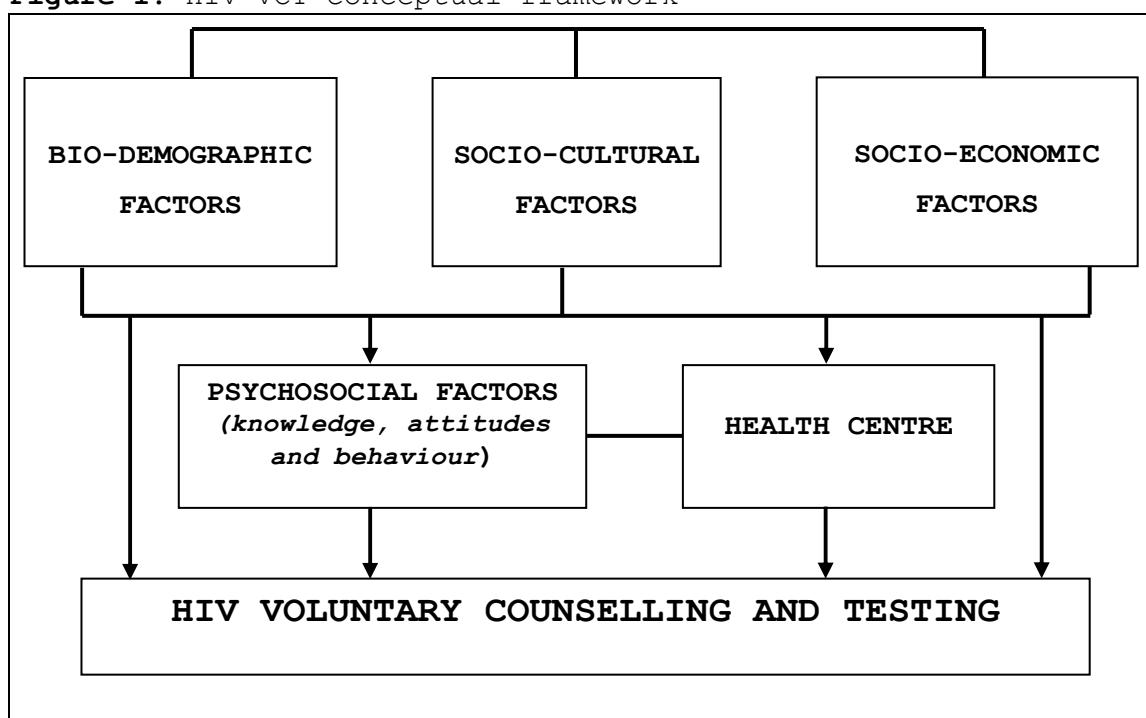 Figure 1: HIV VCT conceptual framework
BIO-DEMOGRAPHIC
FACTORS
SOCIO-CULTURAL
FACTORS
SOCIO-ECONOMIC
FACTORS
PSYCHOSOCIAL FACTORS
(knowledge, attitudes
and behaviour)
HEALTH CENTRE
HIV VOLUNTARY COUNSELLING AND TESTING